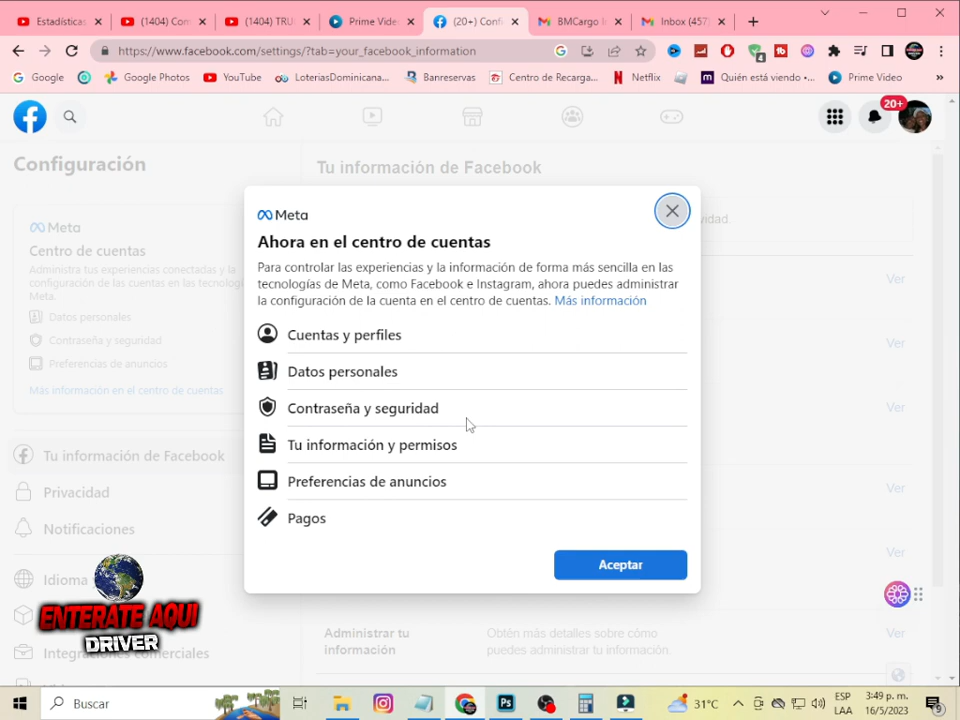 Estadísticas
(1404) Com
(1404) TRU
Prime Vide
(20+) Confi
BMCargo In
Inbox (457)
https://www.facebook.com/settings/?tab=your_facebook_information
4
Google
Google Photos
YouTube
LoteriasDominicana...
Banreservas
Centro de Recarga...
Netflix
Quién está viendo •...
Prime Video
»
20+
Configuración
Tu información de Facebook
Meta
Centro de cuentas
Administra tus experiencias conectadas y la
configuración de las cuentas en las tecnologías
Meta.
Datos personales
Contraseña y seguridad
Preferencias de anuncios
Más información en el centro de cuentas
Tu información de Facebook
Privacidad
Notificaciones
Idioma
Integraciones comerciales
Meta
Ahora en el centro de cuentas
Para controlar las experiencias y la información de forma más sencilla en las
tecnologías de Meta, como Facebook e Instagram, ahora puedes administrar
la configuración de la cuenta en el centro de cuentas. Más información
Cuentas y perfiles
Datos personales
Contraseña y seguridad
Tu información y permisos
Preferencias de anuncios
Pagos
Aceptar
vidad.
Ver
Ver
Ver
Ver
Ver
Administrar tu
información
Obtén más detalles sobre cómo
puedes administrar tu información.
Ver
ENTERATE AQUI
DRIVER
Buscar
31°C
ESP
LAA
3:49 p. m.
16/5/2023
9